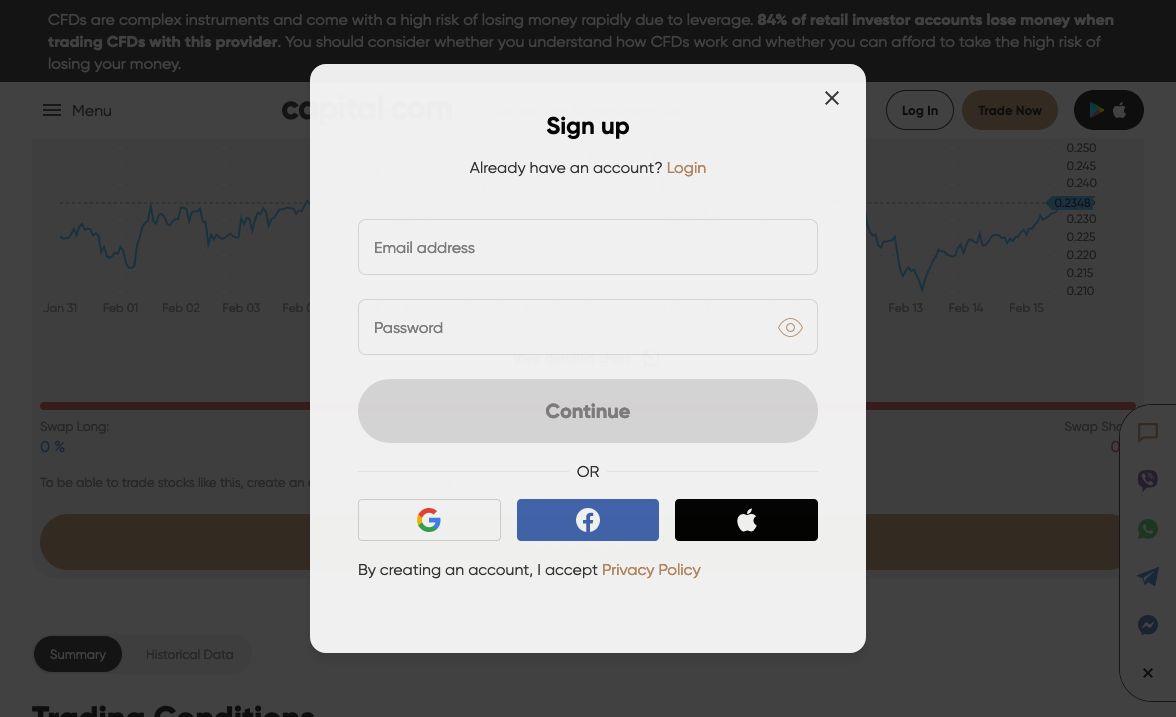 CFDs are complex instruments and come with a high risk of losing money rapidly due to leverage. 84% of retail investor accounts lose money when
trading CFDs with this provider. You should consider whether you understand how CFDs work and whether you can afford to take the high risk of
losing your money.
Menu
capital.com
Log In
Trade Now
Sign up
Already have an account? Login
Email address
Password
Continue
OR
By creating an account, I accept Privacy Policy
0.250
0.245
0.240
0.2348
0.230
0.225
0.220
0.215
0.210
Jan 31
Feb 01
Feb 02
Feb 03
Feb 13
Feb 14
Feb 15
Swap Long:
0 %
Swap Sho
0
To be able to trade stocks like this, create an
Summary
Historical Data
Trading Conditions